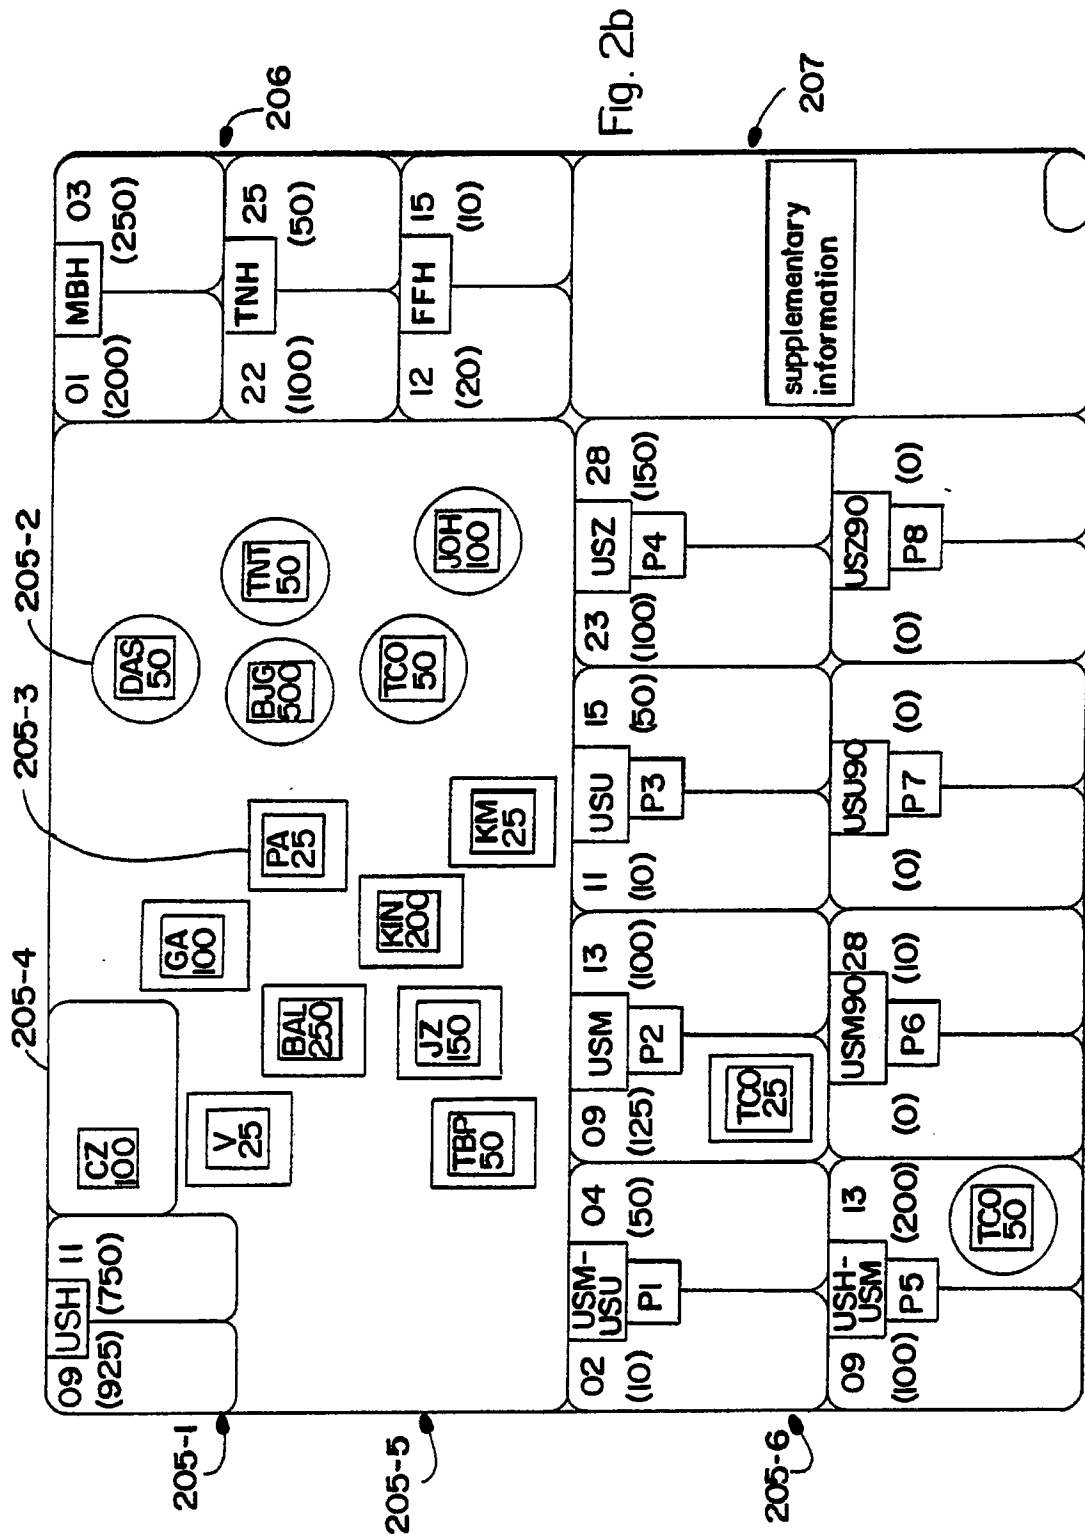 205-4
205-3
205-2
09 USH 11
(925) (750)
CZ
100
GA
100
DAS
50
V
25
BAL
250
PA
25
BJG
500
TNT
50
TBP
50
JZ
150
KIN
200
KM
25
TCO
50
JOH
100
01 MBH 03
(200) (250)
22 TNH 25
(100) (50)
12 FFH 15
(20) (10)
205-1
205-5
205-6
206
207
02 USM-
USU 04
(10) P1 (50)
09 USM 13
(125) P2 (100)
TCO
25
11 USU 15
(10) P3 (50)
23 USZ 28
(100) P4 (150)
09 USH-
USM 13
(100) P5 (200)
TCO
50
USM90 28
(0) P6 (10)
USU90
(0) P7 (0)
USZ90
(0) P8 (0)
supplementary
information
Fig. 2b